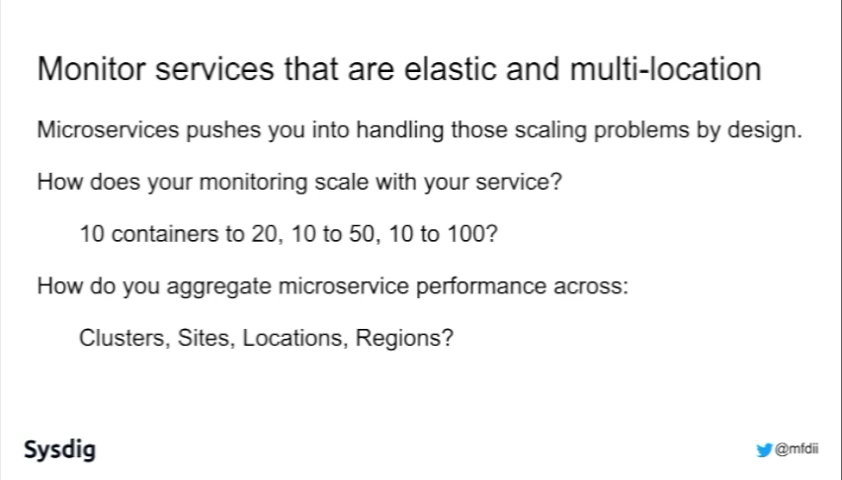 Monitor services that are elastic and multi-location
Microservices pushes you into handling those scaling problems by design.
How does your monitoring scale with your service?
10 containers to 20, 10 to 50, 10 to 100?
How do you aggregate microservice performance across:
Clusters, Sites, Locations, Regions?
Sysdig
@mfdii